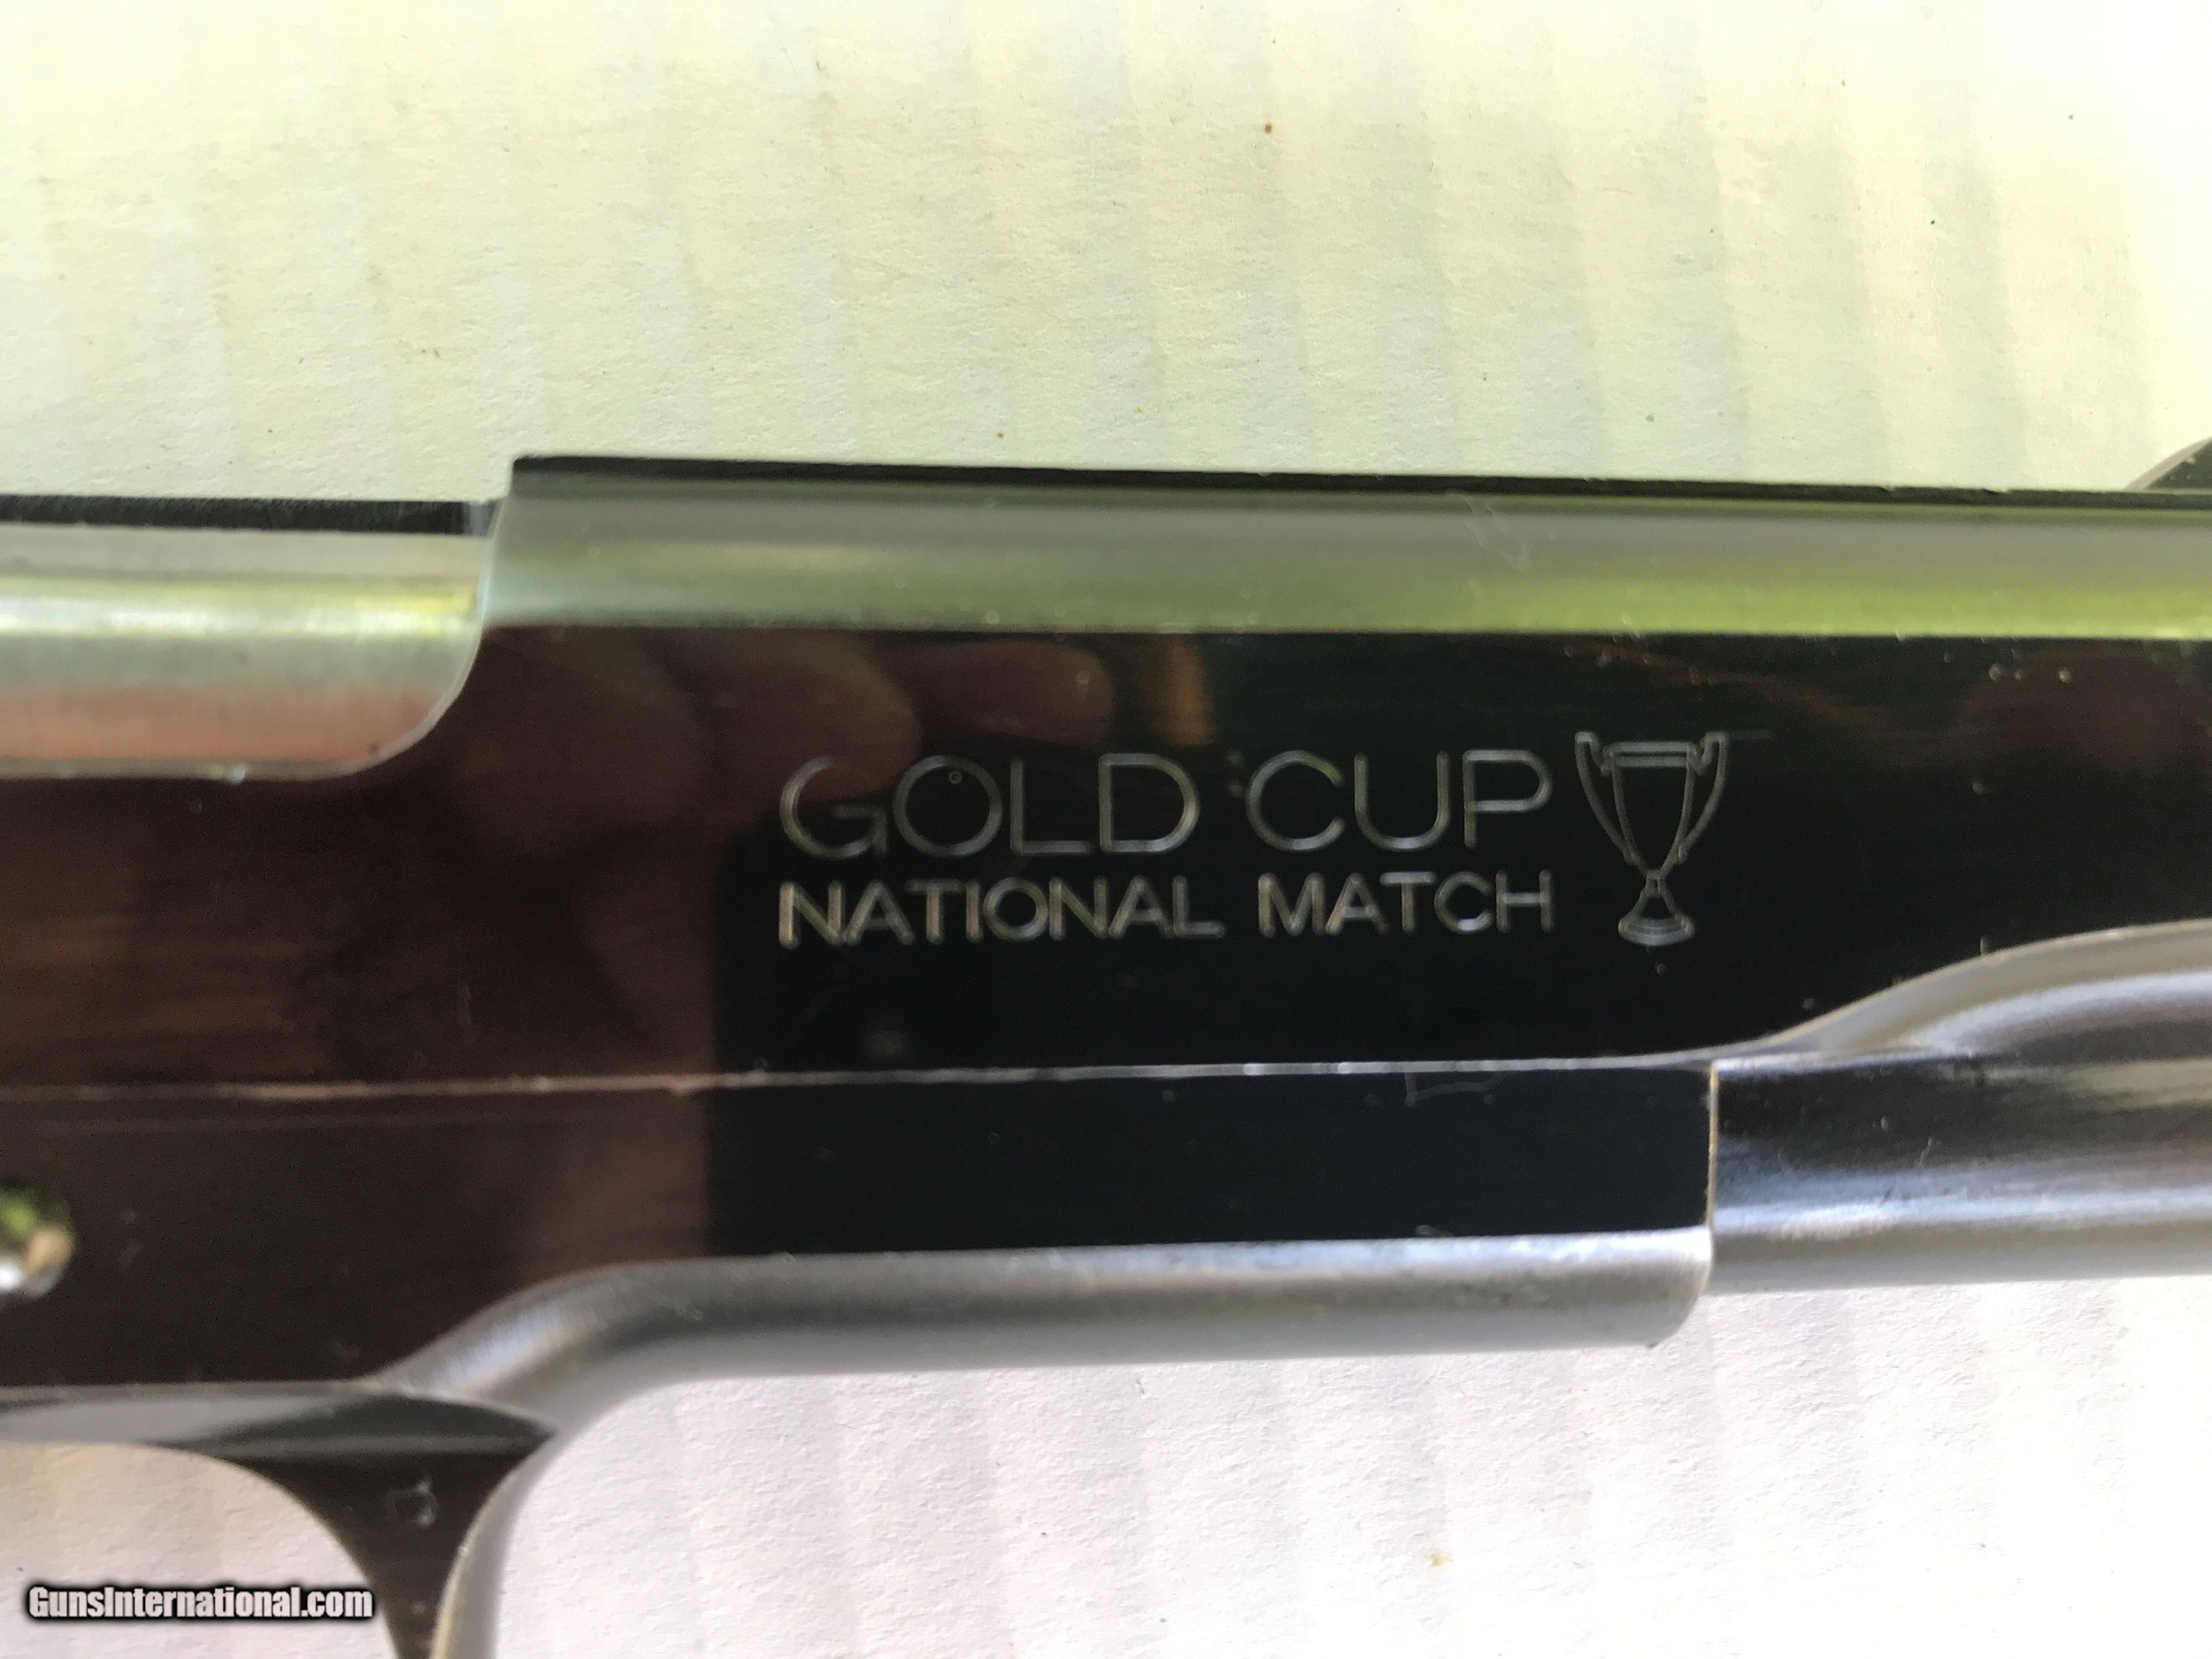 GOLD CUP
NATIONAL MATCH
GunsInternational.com